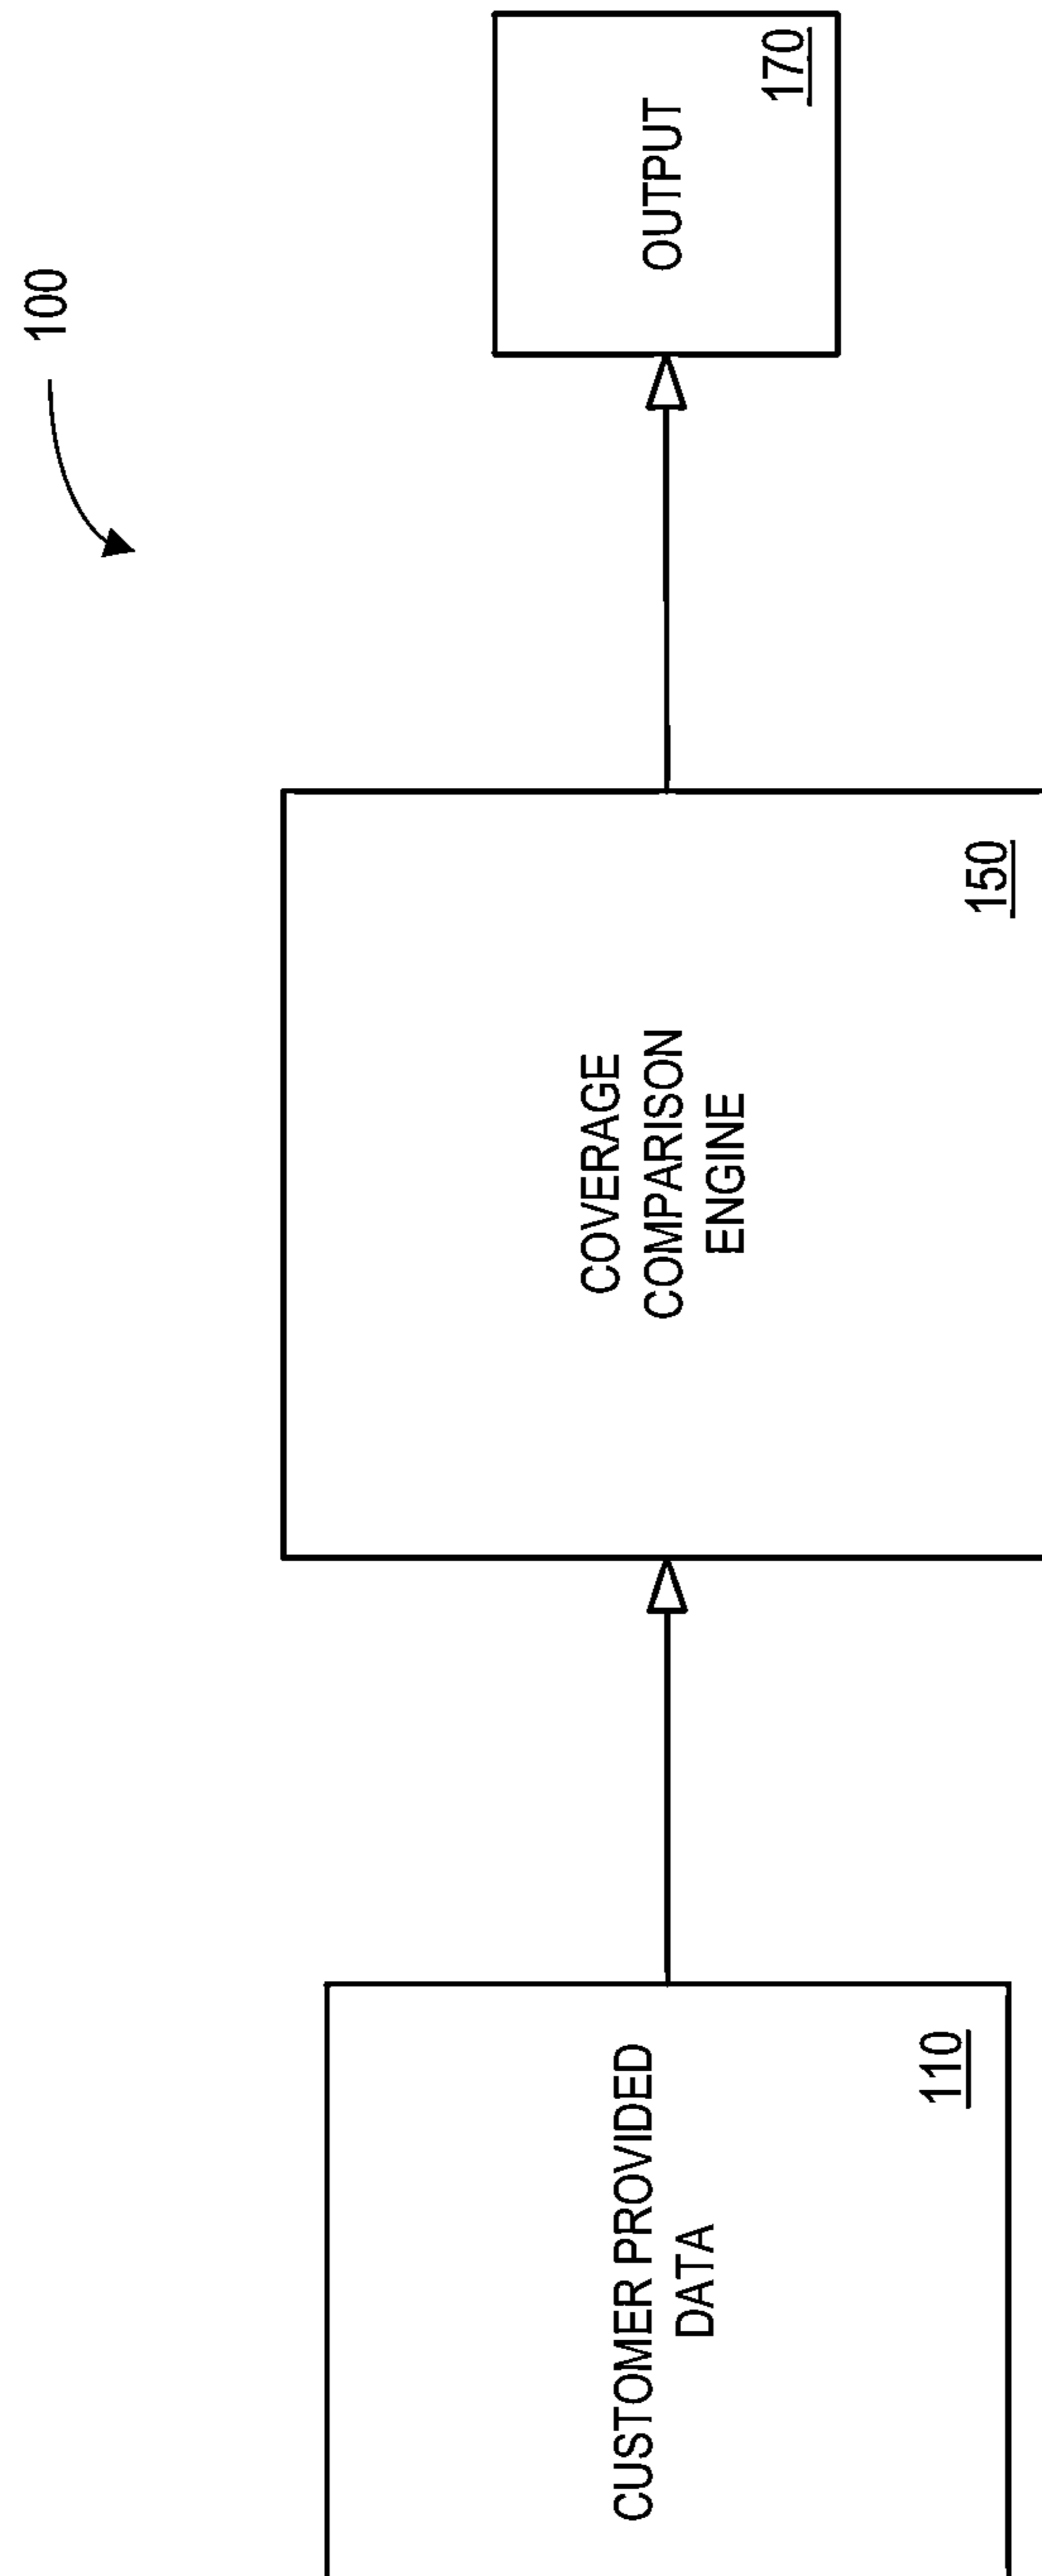 100
CUSTOMER PROVIDED
DATA
110
COVERAGE
COMPARISON
ENGINE
150
OUTPUT
170